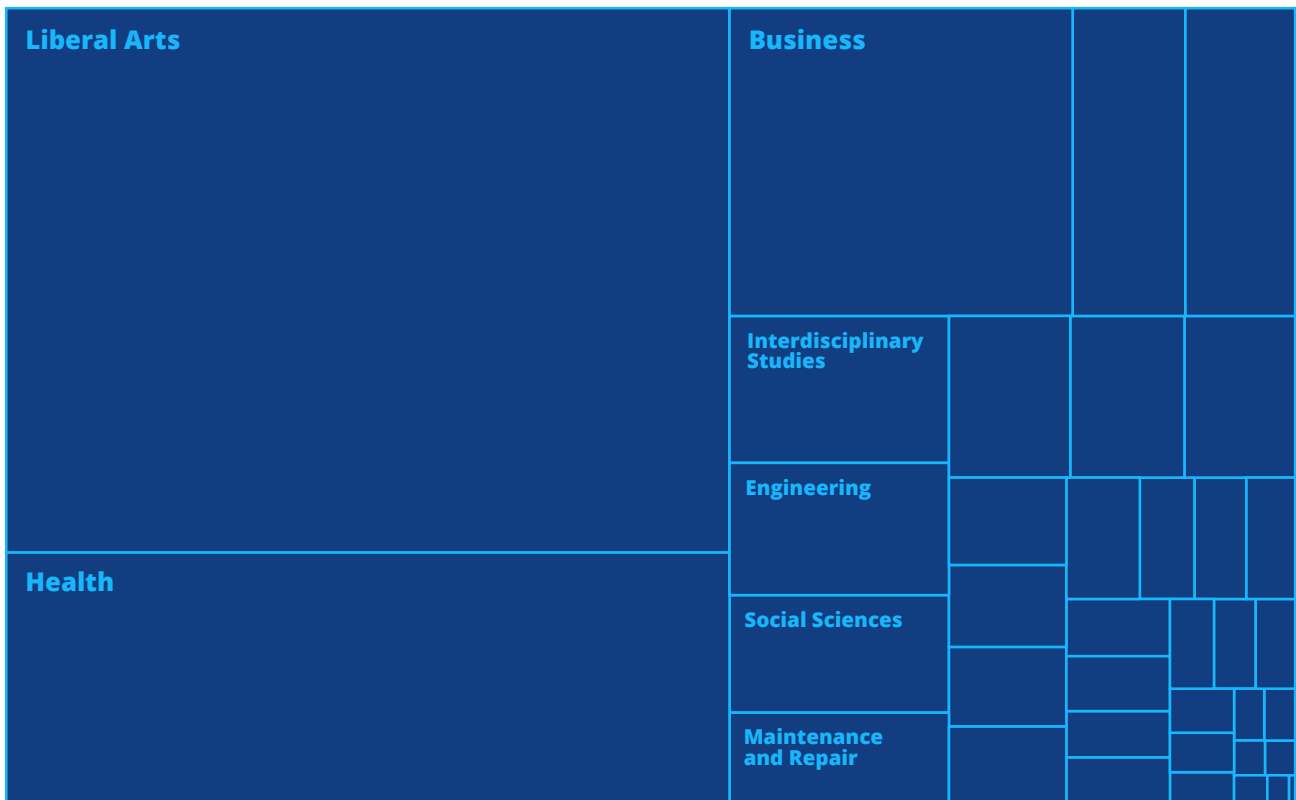 Liberal Arts
Business
Interdisciplinary
Studies
Engineering
Health
Social Sciences
Maintenance
and Repair